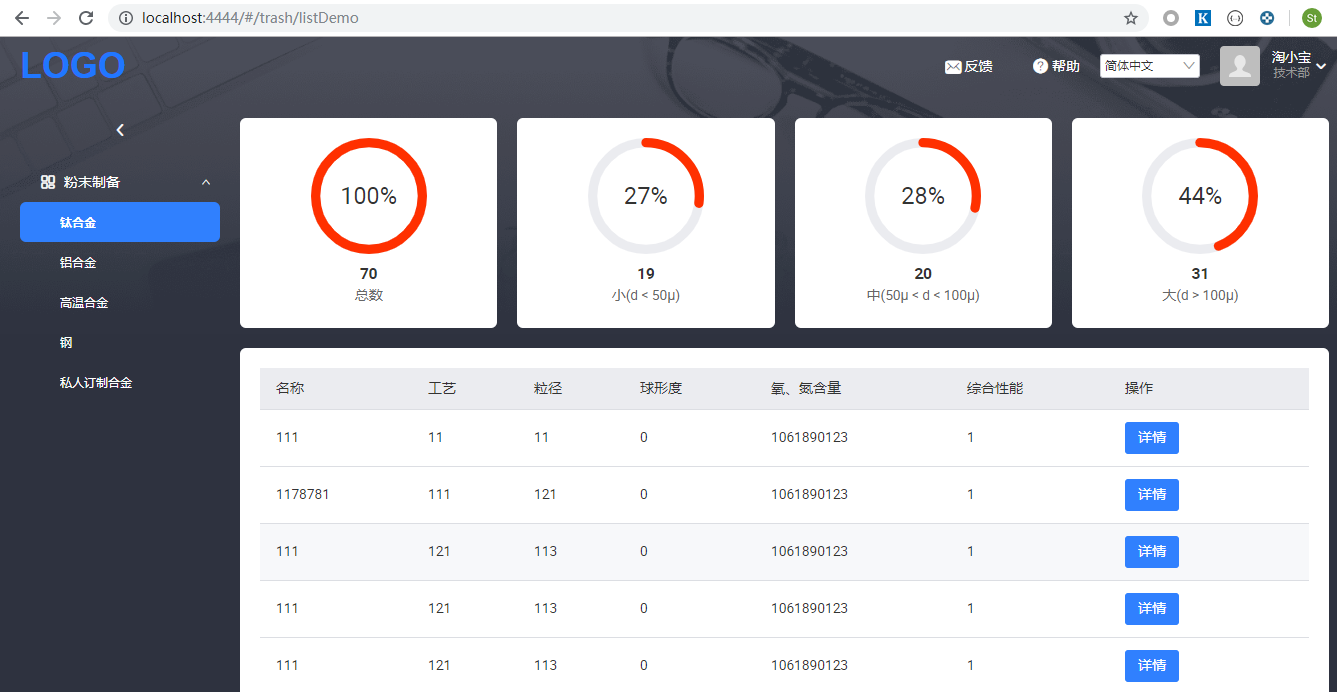 localhost:4444/#/trash/listDemo
K
St
LOGO
反馈
? 帮助
简体中文
淘小宝
技术部
粉末制备
钛合金
铝合金
高温合金
钢
私人订制合金
100%
70
总数
27%
19
小(d < 50μ)
28%
20
中(50μ < d < 100μ)
44%
31
大(d > 100μ)
名称 工艺 粒径 球形度 氧、氮含量 综合性能 操作
111 11 11 0 1061890123 1 详情
1178781 111 121 0 1061890123 1 详情
111 121 113 0 1061890123 1 详情
111 121 113 0 1061890123 1 详情
111 121 113 0 1061890123 1 详情